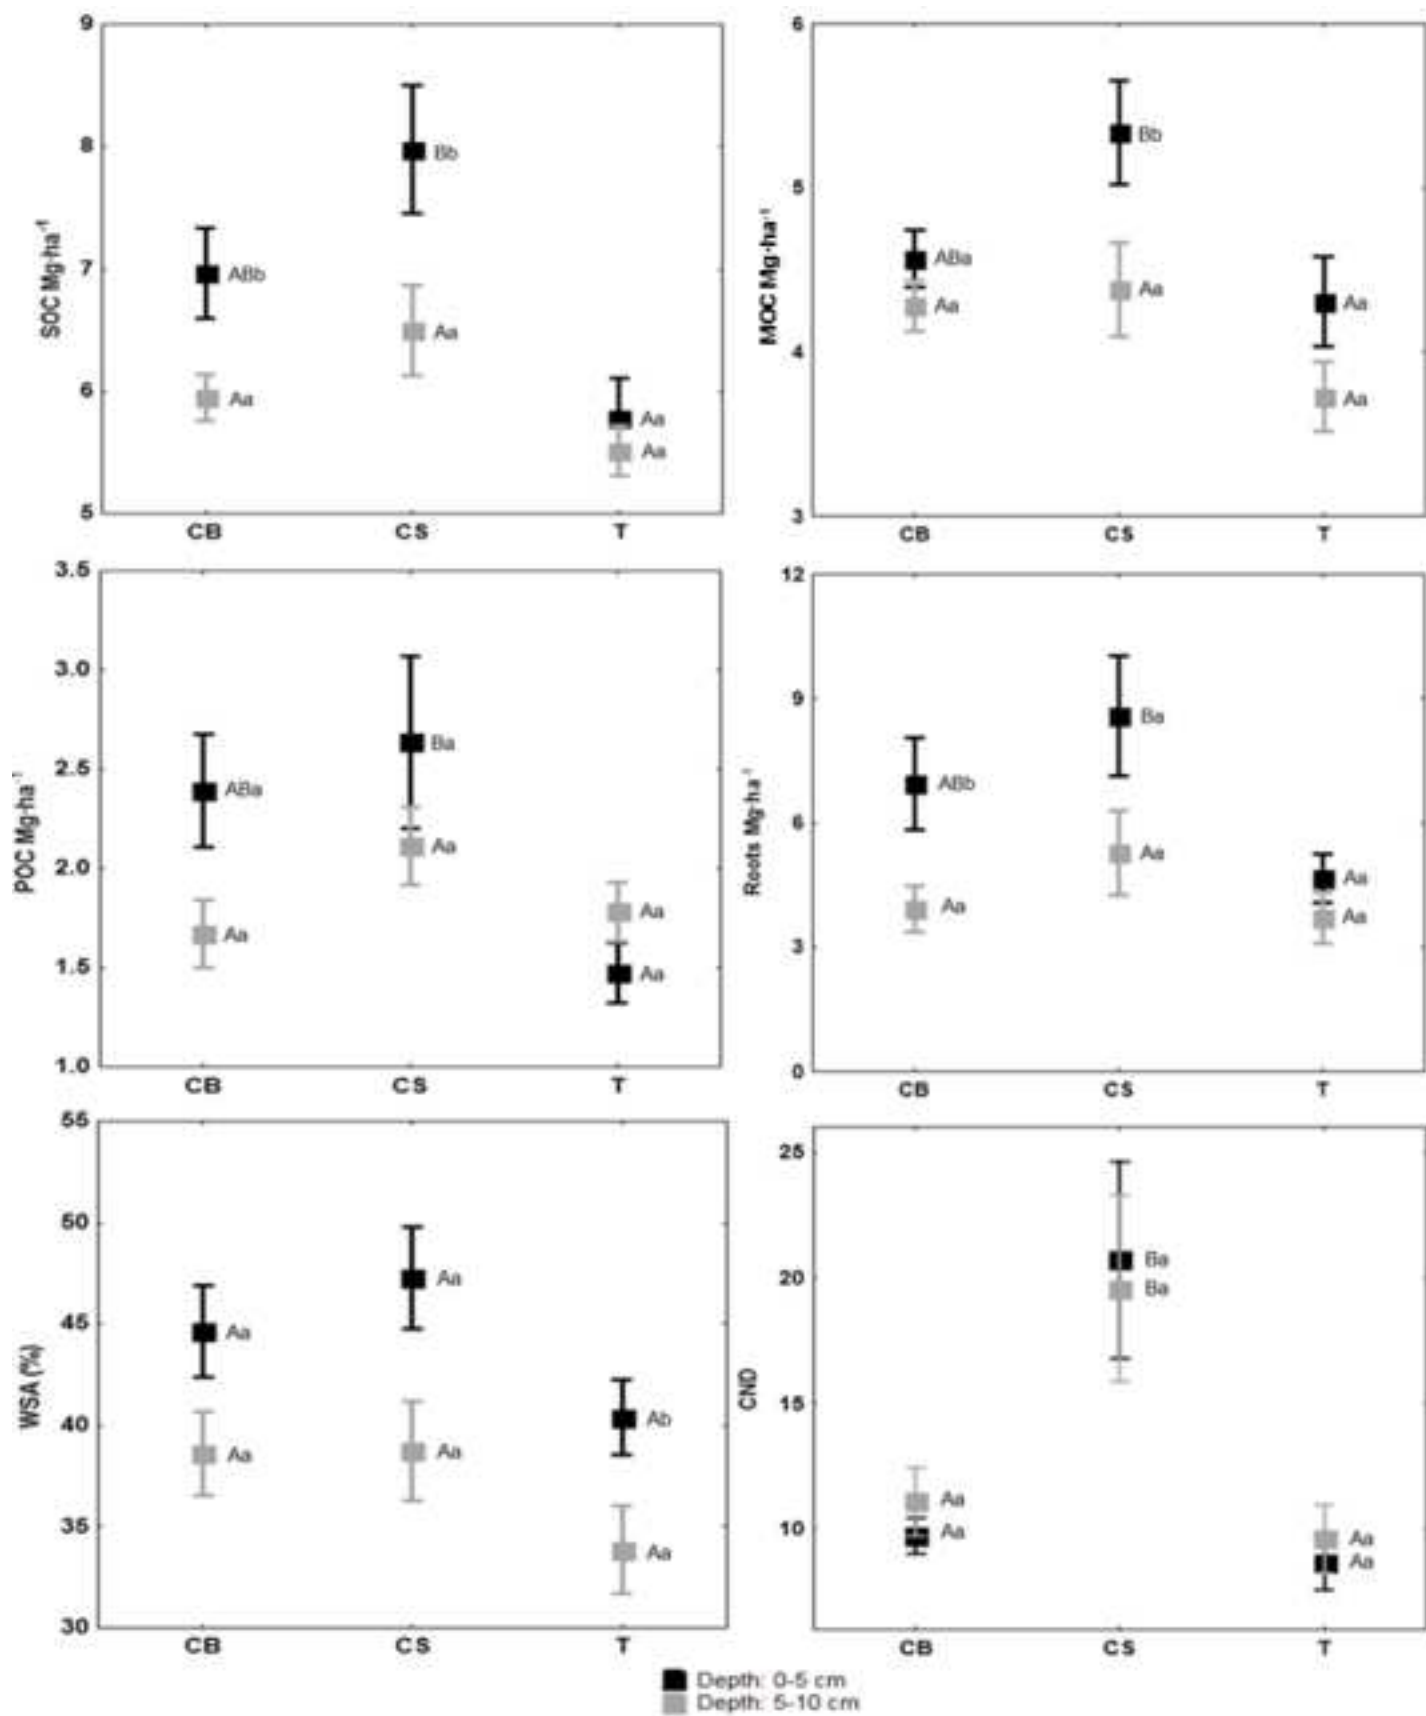 9
8
7
6
5
SOC Mg·ha⁻¹
ABb
Aa
Bb
Aa
Aa
Aa
CB CS T
6
5
4
3
MOC Mg·ha⁻¹
ABa
Aa
Bb
Aa
Aa
Aa
CB CS T
3.5
3.0
2.5
2.0
1.5
1.0
POC Mg·ha⁻¹
ABa
Aa
Ba
Aa
Aa
Aa
CB CS T
12
9
6
3
0
Roots Mg·ha⁻¹
ABb
Aa
Ba
Aa
Aa
Aa
CB CS T
55
50
45
40
35
30
WSA (%)
Aa
Aa
Aa
Aa
Ab
Aa
CB CS T
25
20
15
10
CND
Aa
Aa
Ba
Ba
Aa
Aa
CB CS T
Depth: 0-5 cm
Depth: 5-10 cm